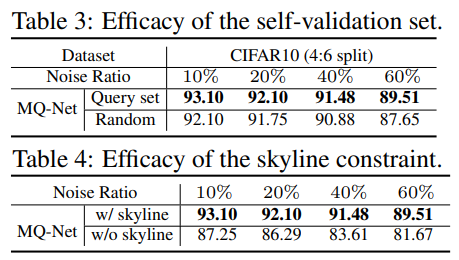 Table 3: Efficacy of the self-validation set.
Dataset CIFAR10 (4:6 split)
Noise Ratio 10% 20% 40% 60%
MQ-Net Query set 93.10 92.10 91.48 89.51
Random 92.10 91.75 90.88 87.65
Table 4: Efficacy of the skyline constraint.
Noise Ratio 10% 20% 40% 60%
MQ-Net w/ skyline 93.10 92.10 91.48 89.51
w/o skyline 87.25 86.29 83.61 81.67